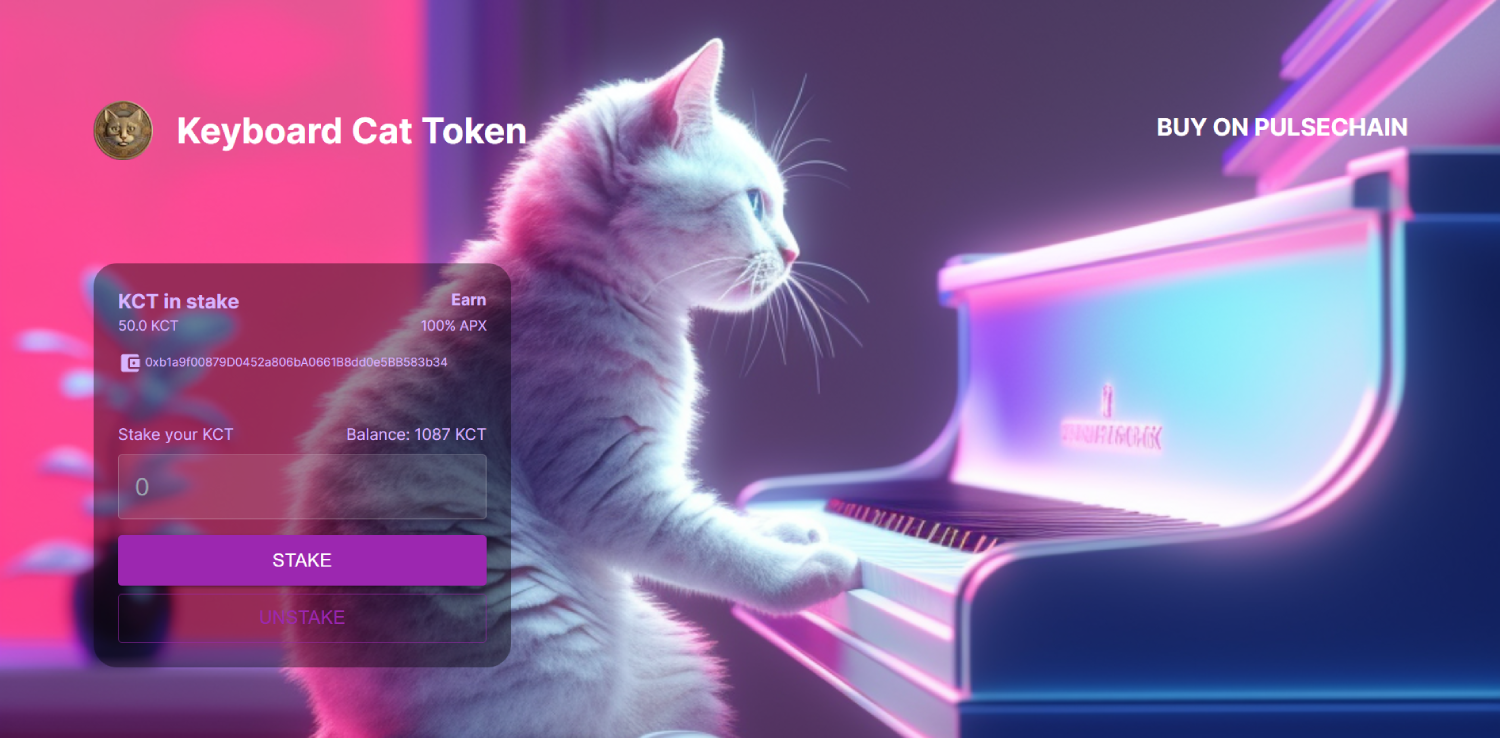 Keyboard Cat Token
BUY ON PULSECHAIN
KCT in stake
Earn
50.0 KCT
100% APX
0xb1a9f00879D0452a806bA0661B8dd0e5BB583b34
Stake your KCT
Balance: 1087 KCT
0
STAKE
UNSTAKE